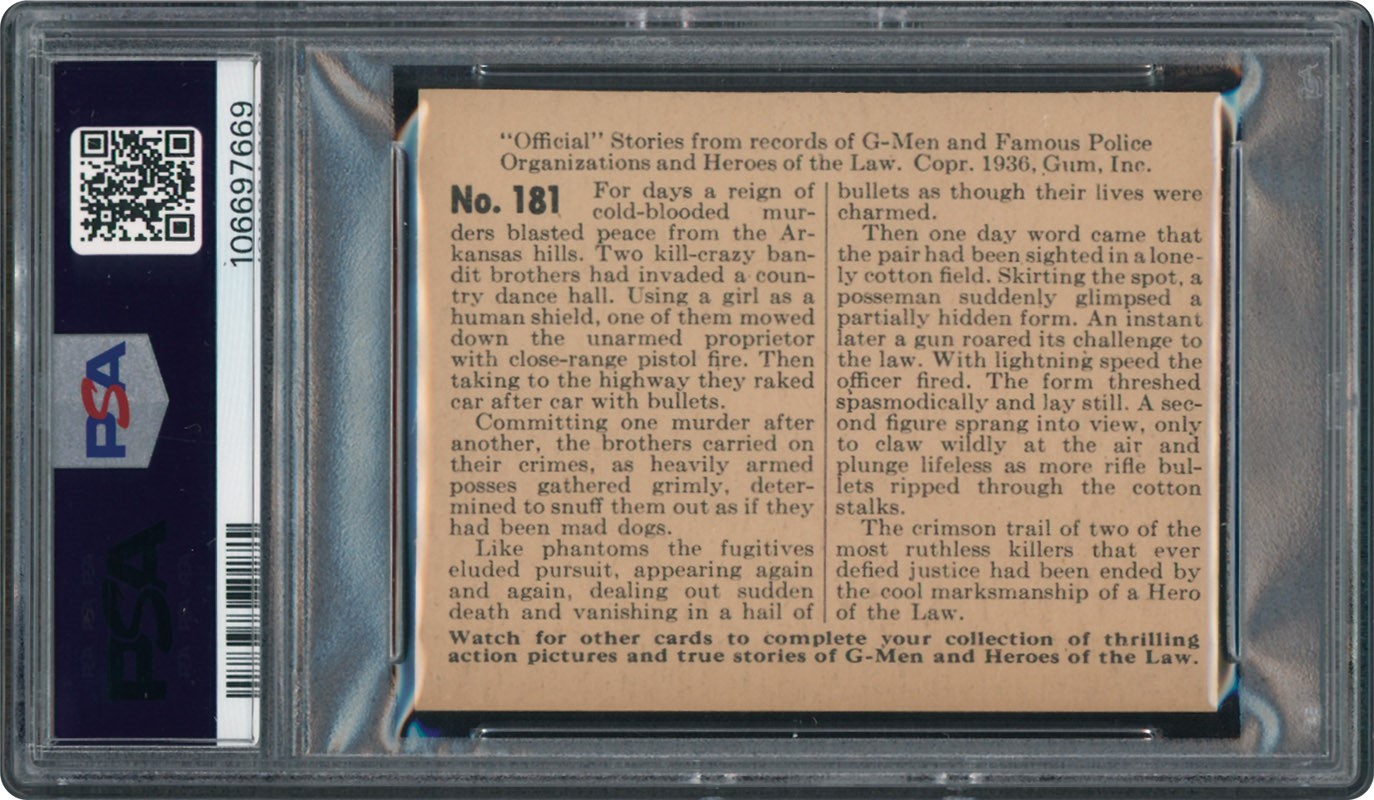 PSA
106697669
PSA
"Official" Stories from records of G-Men and Famous Police
Organizations and Heroes of the Law. Copr. 1936, Gum, Inc.
No. 181 For days a reign of
cold-blooded mur-
ders blasted peace from the Ar-
kansas hills. Two kill-crazy ban-
dit brothers had invaded a coun-
try dance hall. Using a girl as a
human shield, one of them mowed
down the unarmed proprietor
with close-range pistol fire. Then
taking to the highway they raked
car after car with bullets.
Committing one murder after
another, the brothers carried on
their crimes, as heavily armed
posses gathered grimly, deter-
mined to snuff them out as if they
had been mad dogs.
Like phantoms the fugitives
eluded pursuit, appearing again
and again, dealing out sudden
death and vanishing in a hail of
bullets as though their lives were
charmed.
Then one day word came that
the pair had been sighted in a lone-
ly cotton field. Skirting the spot, a
posseman suddenly glimpsed a
partially hidden form. An instant
later a gun roared its challenge to
the law. With lightning speed the
officer fired. The form threshed
spasmodically and lay still. A sec-
ond figure sprang into view, only
to claw wildly at the air and
plunge lifeless as more rifle bul-
lets ripped through the cotton
stalks.
The crimson trail of two of the
most ruthless killers that ever
defied justice had been ended by
the cool marksmanship of a Hero
of the Law.
Watch for other cards to complete your collection of thrilling
action pictures and true stories of G-Men and Heroes of the Law.